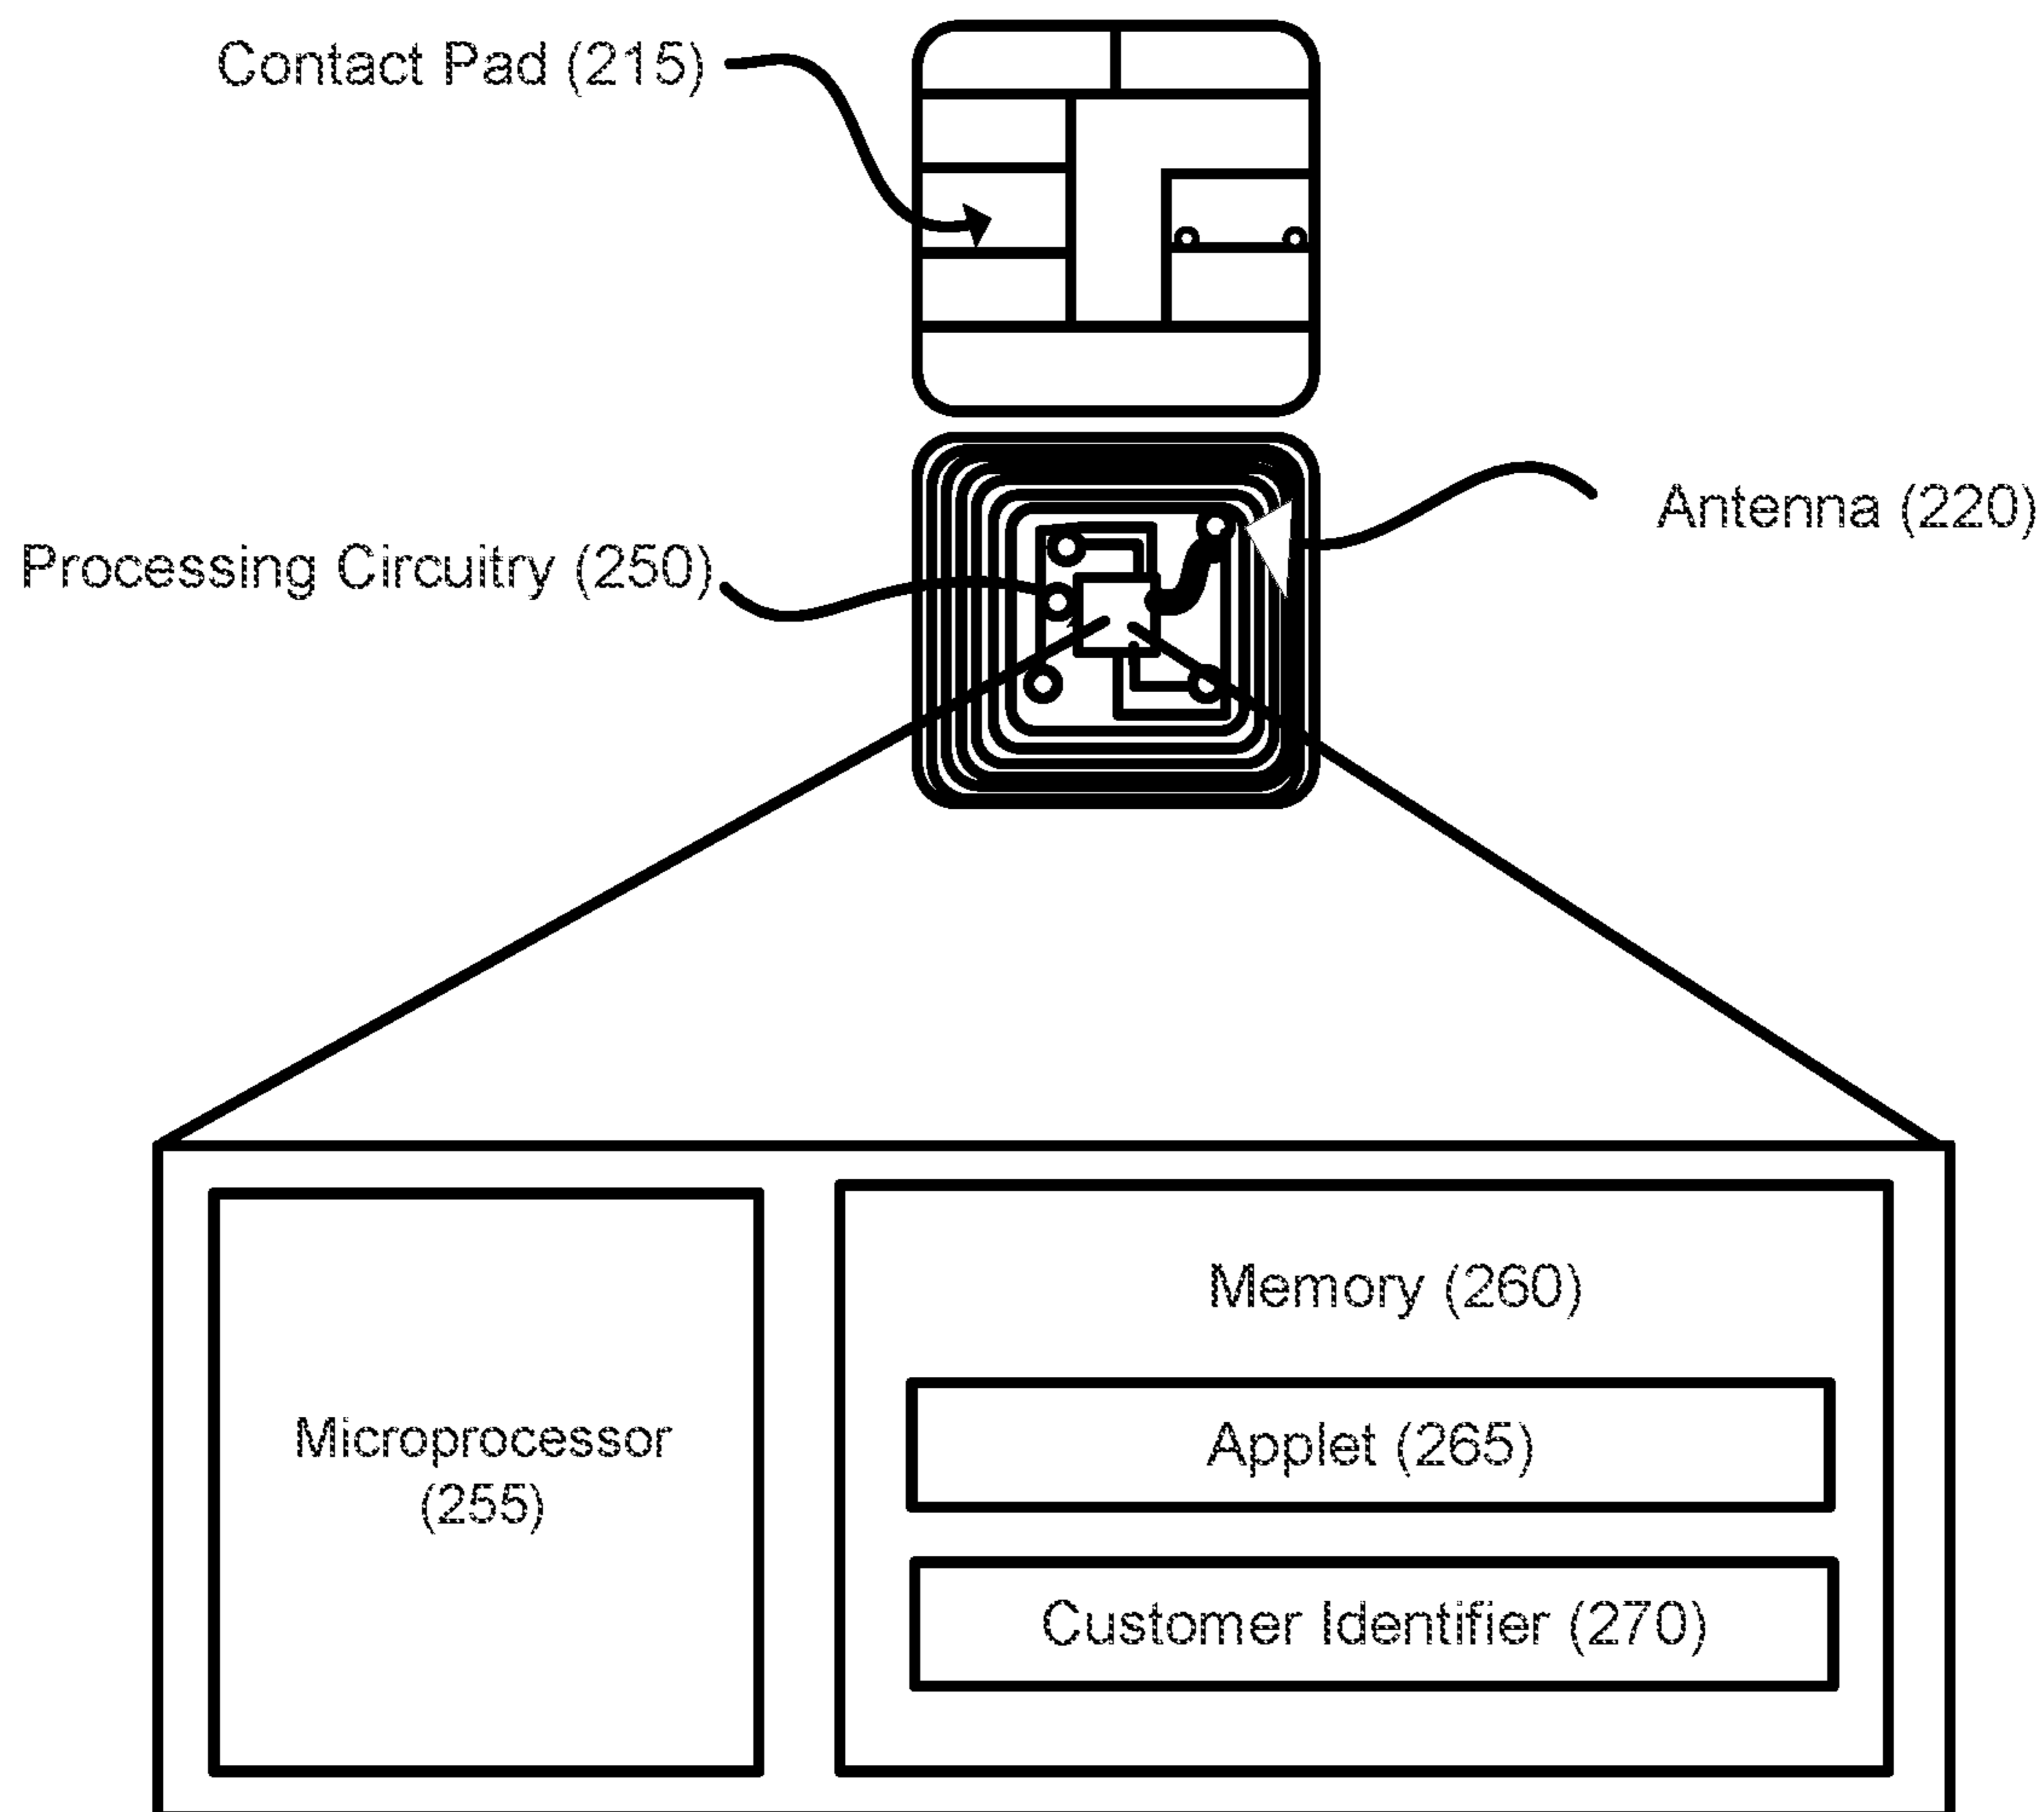 Contact Pad (215)
Antenna (220)
Processing Circuitry (250)
Memory (260)
Microprocessor
(255)
Applet (265)
Customer Identifier (270)